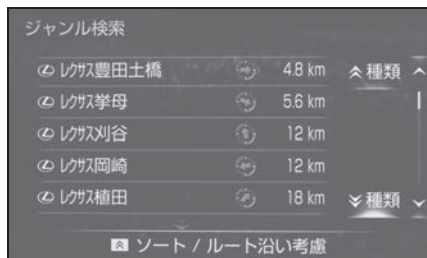 ジャンル検索
レクサス豊田土橋 4.8 km
種類
レクサス挙母 5.6 km
レクサス刈谷 12 km
レクサス岡崎 12 km
レクサス植田 18 km
種類
ソート / ルート沿い考慮